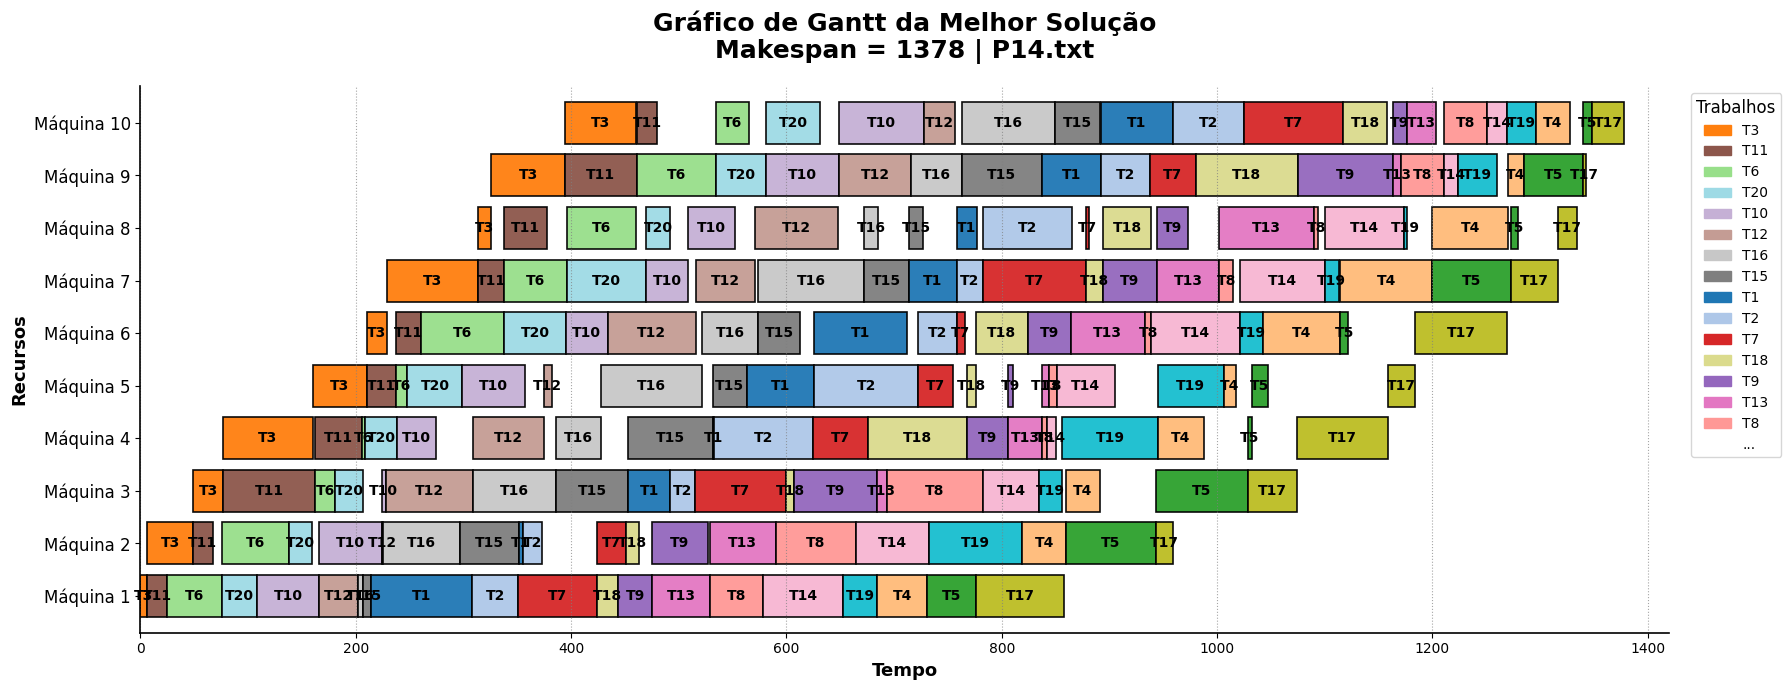 Gráfico de Gantt da Melhor Solução
Makespan = 1378 | P14.txt
Recursos
Máquina 10 T3 T11 T6 T20 T10 T12 T16 T15 T1 T2 T7 T18 T9 T13 T8 T14 T19 T4 T5 T17
Máquina 9 T3 T11 T6 T20 T10 T12 T16 T15 T1 T2 T7 T18 T9 T13 T8 T14 T19 T4 T5 T17
Máquina 8 T3 T11 T6 T20 T10 T12 T16 T15 T1 T2 T7 T18 T9 T13 T8 T14 T19 T4 T5 T17
Máquina 7 T3 T11 T6 T20 T10 T12 T16 T15 T1 T2 T7 T18 T9 T13 T8 T14 T19 T4 T5 T17
Máquina 6 T3 T11 T6 T20 T10 T12 T16 T15 T1 T2 T7 T18 T9 T13 T8 T14 T19 T4 T5 T17
Máquina 5 T3 T11 T6 T20 T10 T12 T16 T15 T1 T2 T7 T18 T9 T13 T8 T14 T19 T4 T5 T17
Máquina 4 T3 T11 T6 T20 T10 T12 T16 T15 T1 T2 T7 T18 T9 T13 T8 T14 T19 T4 T5 T17
Máquina 3 T3 T11 T6 T20 T10 T12 T16 T15 T1 T2 T7 T18 T9 T13 T8 T14 T19 T4 T5 T17
Máquina 2 T3 T11 T6 T20 T10 T12 T16 T15 T1 T2 T7 T18 T9 T13 T8 T14 T19 T4 T5 T17
Máquina 1 T3 T11 T6 T20 T10 T12 T16 T15 T1 T2 T7 T18 T9 T13 T8 T14 T19 T4 T5 T17
0 200 400 600 800 1000 1200 1400
Tempo
Trabalhos
T3
T11
T6
T20
T10
T12
T16
T15
T1
T2
T7
T18
T9
T13
T8
...